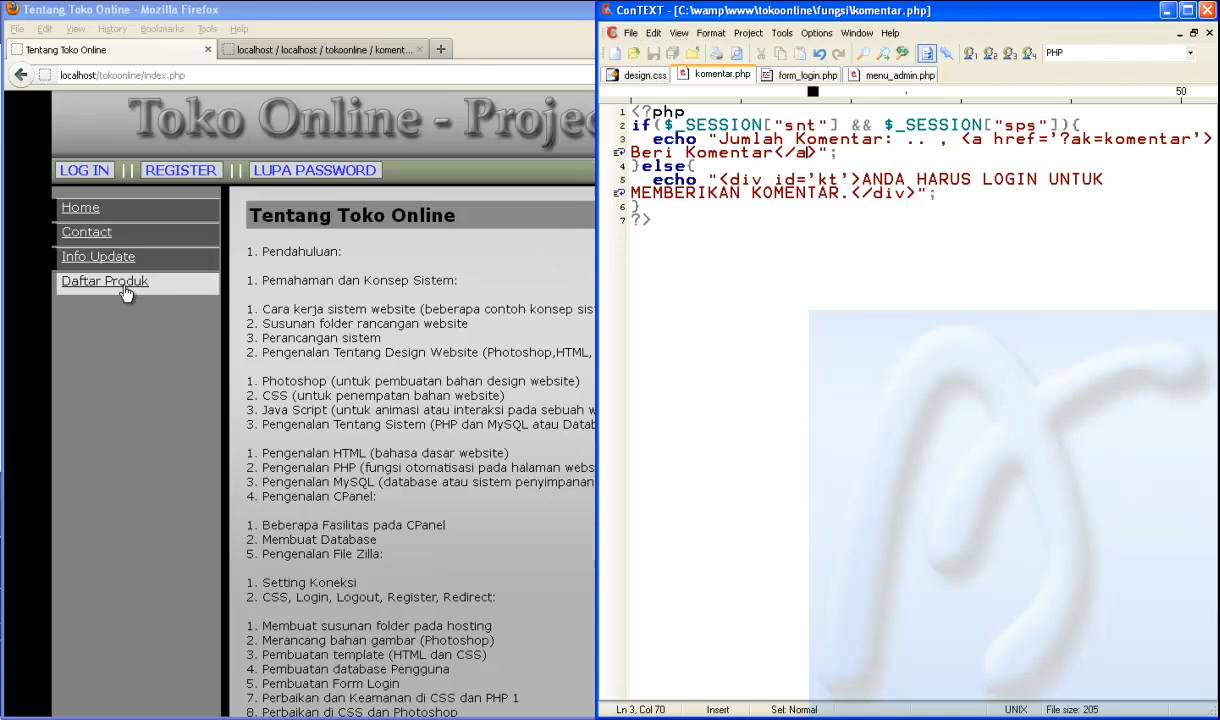 Tentang Toko Online - Mozilla Firefox
File Edit View History Bookmarks Tools Help
Tentang Toko Online × localhost / localhost / tokoonline / koment... × +
localhost/tokoonline/index.php
Toko Online - Projec
LOG IN || REGISTER || LUPA PASSWORD
Home
Contact
Info Update
Daftar Produk
Tentang Toko Online
1. Pendahuluan:
1. Pemahaman dan Konsep Sistem:
1. Cara kerja sistem website (beberapa contoh konsep sis
2. Susunan folder rancangan website
3. Perancangan sistem
2. Pengenalan Tentang Design Website (Photoshop,HTML,
1. Photoshop (untuk pembuatan bahan design website)
2. CSS (untuk penempatan bahan website)
3. Java Script (untuk animasi atau interaksi pada sebuah w
3. Pengenalan Tentang Sistem (PHP dan MySQL atau Datab
1. Pengenalan HTML (bahasa dasar website)
2. Pengenalan PHP (fungsi otomatisasi pada halaman webs
3. Pengenalan MySQL (database atau sistem penyimpanan
4. Pengenalan CPanel:
1. Beberapa Fasilitas pada CPanel
2. Membuat Database
5. Pengenalan File Zilla:
1. Setting Koneksi
2. CSS, Login, Logout, Register, Redirect:
1. Membuat susunan folder pada hosting
2. Merancang bahan gambar (Photoshop)
3. Pembuatan template (HTML dan CSS)
4. Pembuatan database Pengguna
5. Pembuatan Form Login
7. Perbaikan dan Keamanan di CSS dan PHP 1
8. Perbaikan di CSS dan Photoshop
ConTEXT - [C:\wamp\www\tokoonline\fungsi\komentar.php]
File Edit View Format Project Tools Options Window Help
1 2 3 4 PHP
design.css komentar.php form_login.php menu_admin.php
50
1 <?php
2 if($_SESSION["snt"] && $_SESSION["sps"]){
3 echo "Jumlah Komentar: .. , <a href='?ak=komentar'>
Beri Komentar</a>";
4 }else{
5 echo "<div id='kt'>ANDA HARUS LOGIN UNTUK
MEMBERIKAN KOMENTAR.</div>";
6 }
7 ?>
Ln 3, Col 70 Insert Sel: Normal UNIX File size: 205